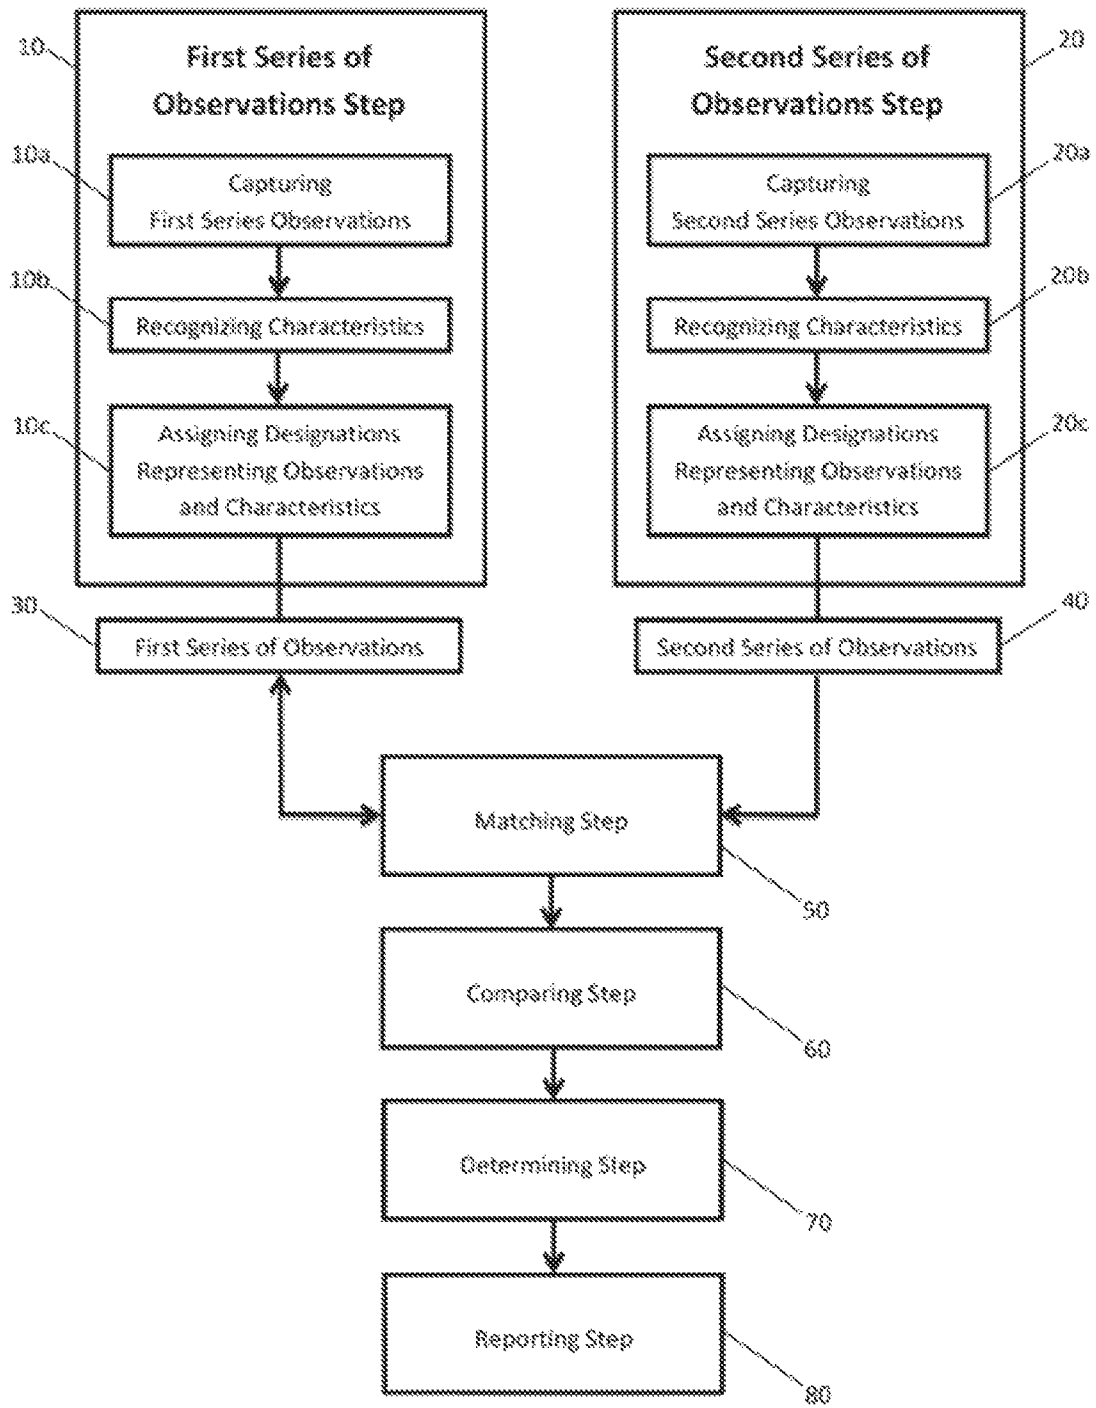 10
First Series of
Observations Step
10a
Capturing
First Series Observations
10b
Recognizing Characteristics
10c
Assigning Designations
Representing Observations
and Characteristics
30
First Series of Observations
20
Second Series of
Observations Step
20a
Capturing
Second Series Observations
20b
Recognizing Characteristics
20c
Assigning Designations
Representing Observations
and Characteristics
40
Second Series of Observations
Matching Step
50
Comparing Step
60
Determining Step
70
Reporting Step
80